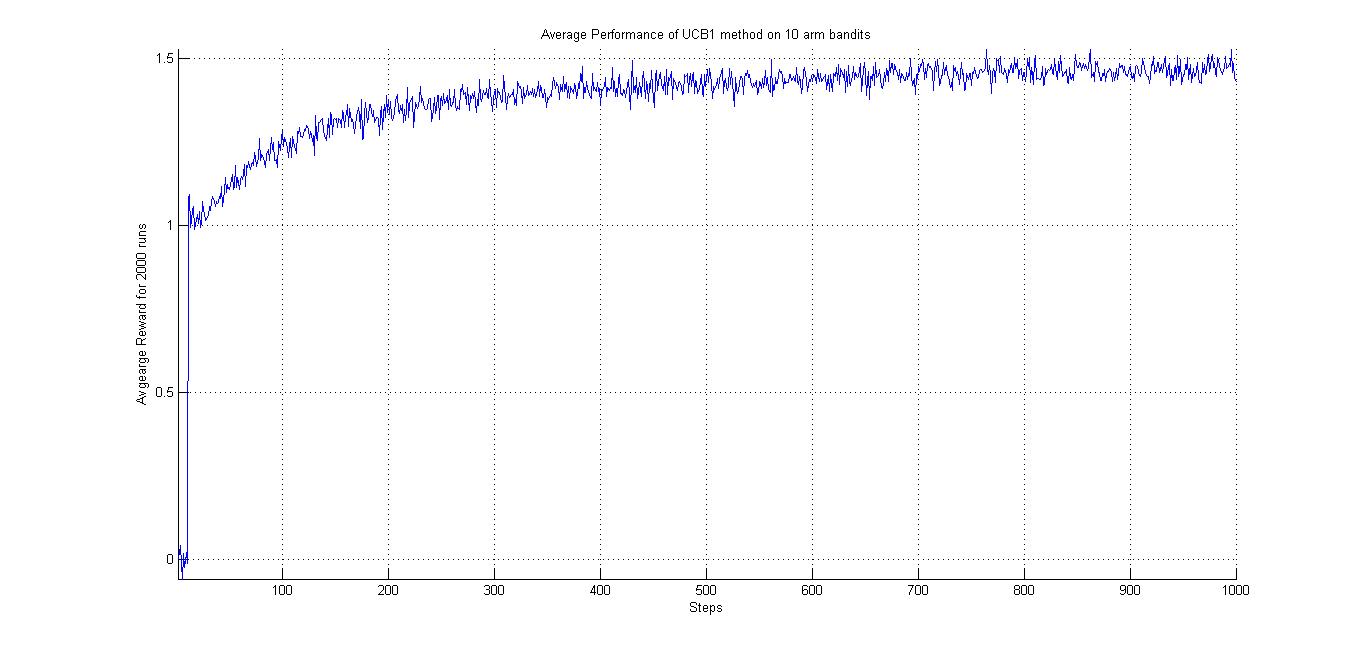 Average Performance of UCB1 method on 10 arm bandits
1.5
1
0.5
0
Avgearge Reward for 2000 runs
100 200 300 400 500 600 700 800 900 1000
Steps